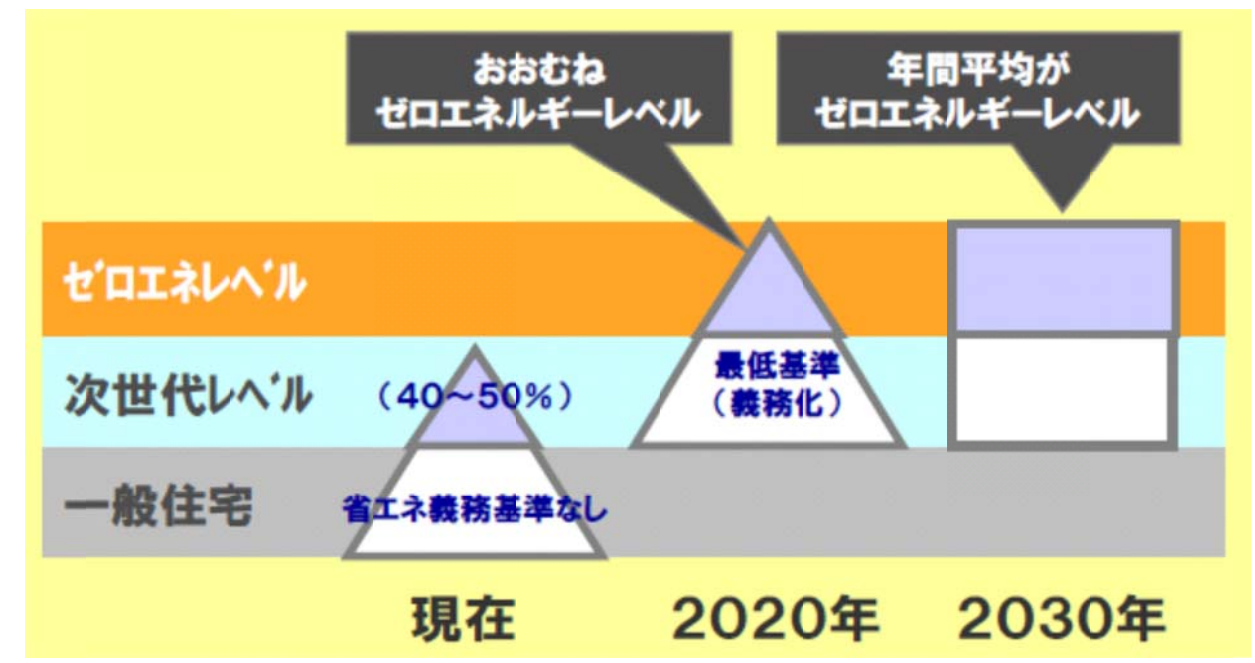 おおむね
ゼロエネルギーレベル
年間平均が
ゼロエネルギーレベル
ｾﾞﾛｴﾈﾚﾍﾞﾙ
次世代ﾚﾍﾞﾙ
（40～50％）
最低基準
（義務化）
一般住宅
省エネ義務基準なし
現在
2020年
2030年